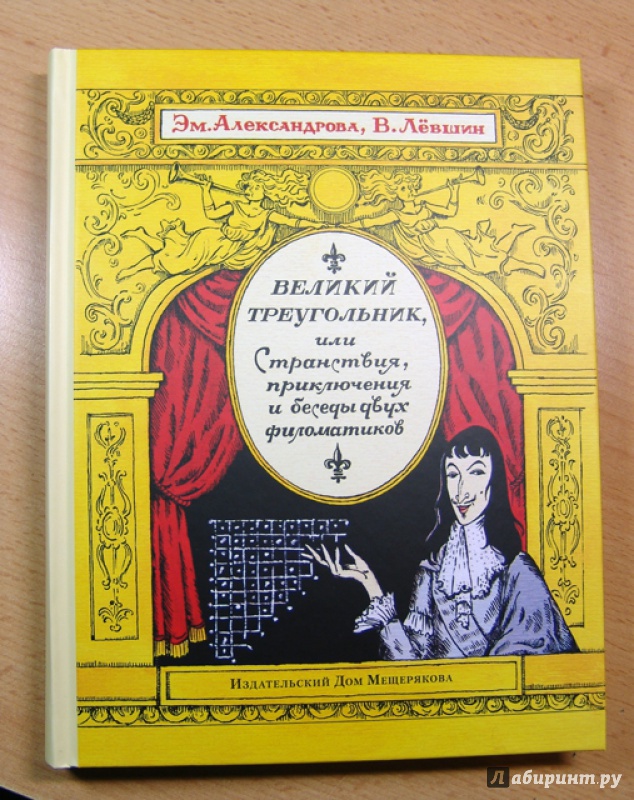 Эм. Александрова, В. Лёвшин
Великий
треугольник,
или
Странствия,
приключения
и беседы двух
филоматиков
Издательский Дом Мещерякова
Лабиринт.ру